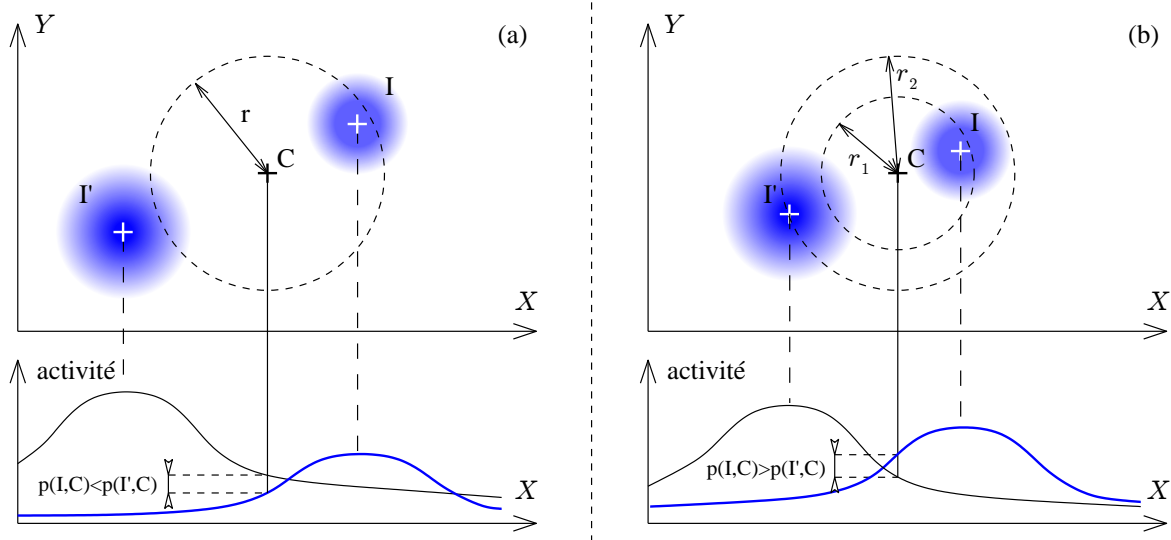 Y
(a)
I
r
C
I'
X
activité
p(I,C)<p(I',C)
X
Y
(b)
r2
I
C
r1
I'
X
activité
p(I,C)>p(I',C)
X